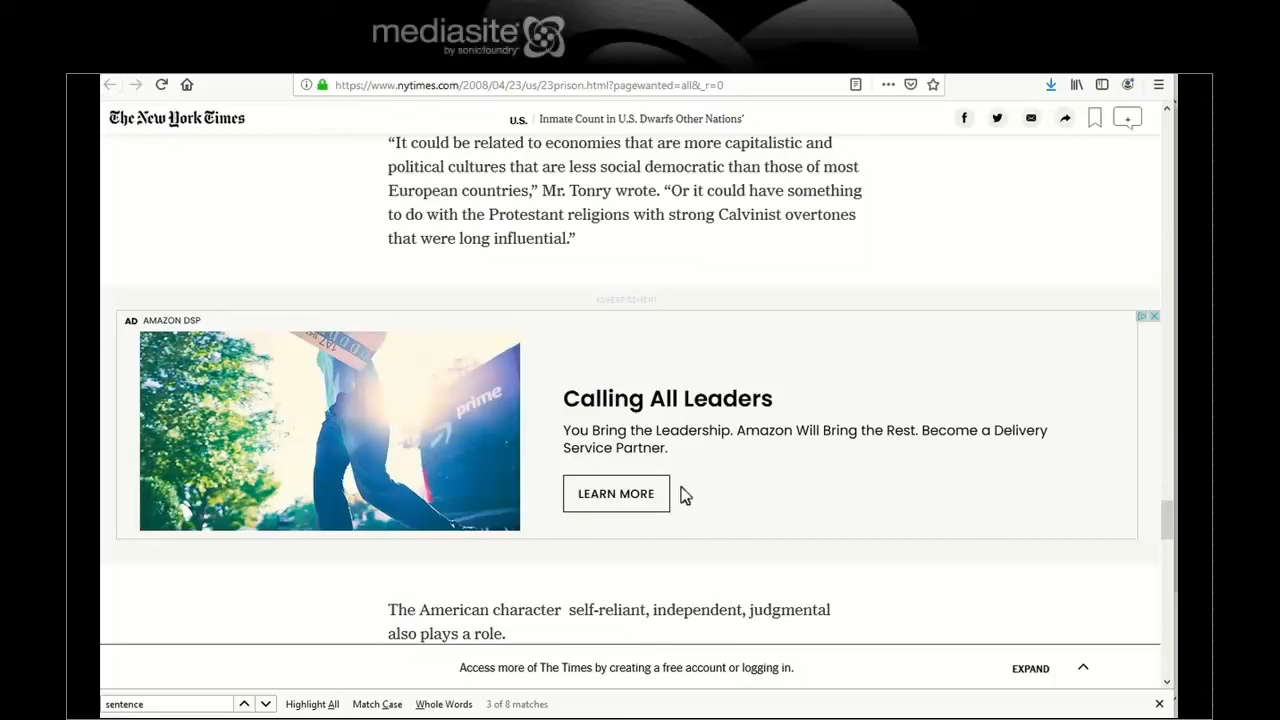 mediasite
by sonicfoundry
https://www.nytimes.com/2008/04/23/us/23prison.html?pagewanted=all&_r=0
The New York Times
U.S. Inmate Count in U.S. Dwarfs Other Nations'
“It could be related to economies that are more capitalistic and
political cultures that are less social democratic than those of most
European countries,” Mr. Tonry wrote. “Or it could have something
to do with the Protestant religions with strong Calvinist overtones
that were long influential.”
ADVERTISEMENT
AD AMAZON DSP
prime
Calling All Leaders
You Bring the Leadership. Amazon Will Bring the Rest. Become a Delivery
Service Partner.
LEARN MORE
The American character self-reliant, independent, judgmental
also plays a role.
Access more of The Times by creating a free account or logging in.
EXPAND
sentence
Highlight All
Match Case
Whole Words
3 of 8 matches